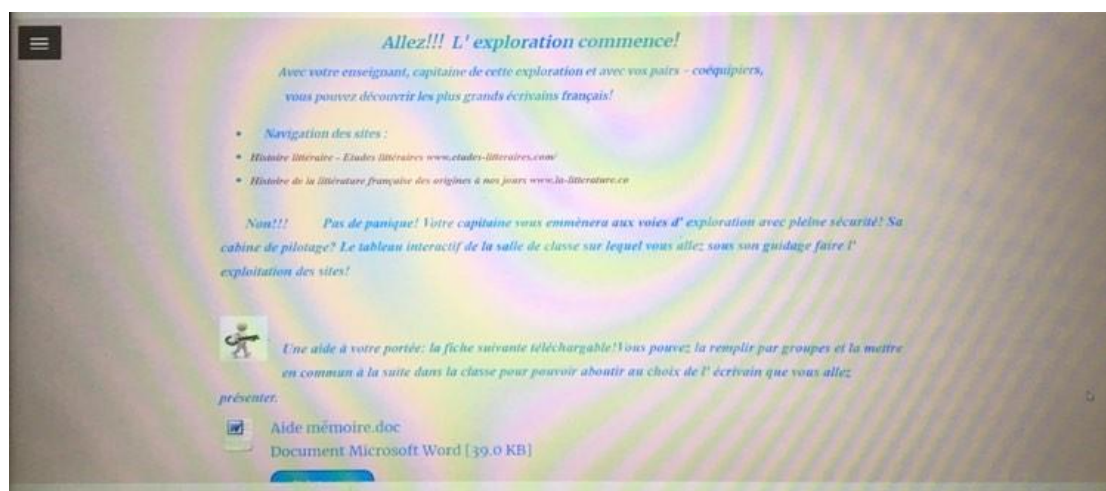 Allez!!! L' exploration commence!
Avec votre enseignant, capitaine de cette exploration et avec vos pairs - coéquipiers,
vous pouvez découvrir les plus grands écrivains français!
• Navigation des sites :
• Histoire littéraire - Etudes littéraires www.etudes-litteraires.com/
• Histoire de la littérature française des origines à nos jours www.la-litterature.co
Non!!! Pas de panique! Votre capitaine vous emmènera aux voies d' exploration avec pleine sécurité! Sa
cabine de pilotage? Le tableau interactif de la salle de classe sur lequel vous allez sous son guidage faire l'
exploitation des sites!
Une aide à votre portée: la fiche suivante téléchargable!Vous pouvez la remplir par groupes et la mettre
en commun à la suite dans la classe pour pouvoir aboutir au choix de l' écrivain que vous allez
présenter.
Aide mémoire.doc
Document Microsoft Word [39.0 KB]